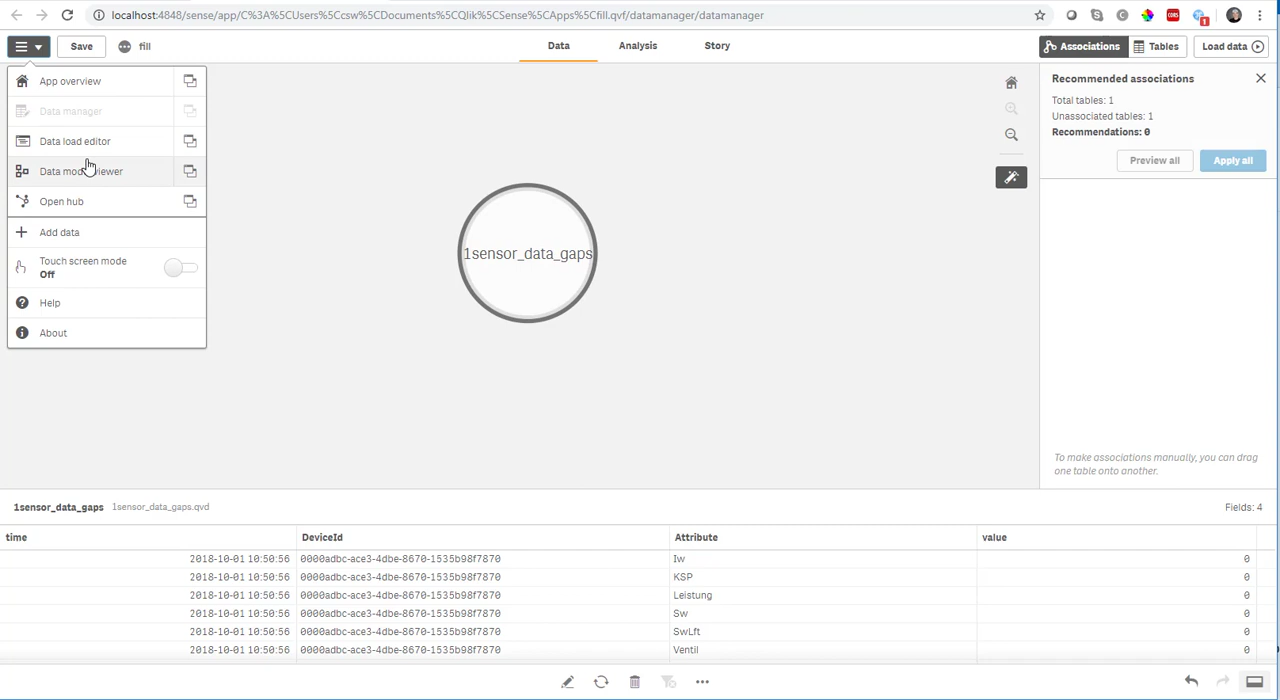 localhost:4848/sense/app/C%3A%5CUsers%5Ccsw%5CDocuments%5CQlik%5CSense%5CApps%5Cfill.qvf/datamanager/datamanager
CORS
1
Save
fill
Data
Analysis
Story
Associations
Tables
Load data
App overview
Data manager
Data load editor
Data model viewer
Open hub
Add data
Touch screen mode
Off
Help
About
1sensor_data_gaps
Recommended associations
Total tables: 1
Unassociated tables: 1
Recommendations: 0
Preview all
Apply all
To make associations manually, you can drag
one table onto another.
1sensor_data_gaps 1sensor_data_gaps.qvd
Fields: 4
time DeviceId Attribute value
2018-10-01 10:50:56 0000adbc-ace3-4dbe-8670-1535b98f7870 Iw 0
2018-10-01 10:50:56 0000adbc-ace3-4dbe-8670-1535b98f7870 KSP 0
2018-10-01 10:50:56 0000adbc-ace3-4dbe-8670-1535b98f7870 Leistung 0
2018-10-01 10:50:56 0000adbc-ace3-4dbe-8670-1535b98f7870 Sw 0
2018-10-01 10:50:56 0000adbc-ace3-4dbe-8670-1535b98f7870 SwLft 0
2018-10-01 10:50:56 0000adbc-ace3-4dbe-8670-1535b98f7870 Ventil 0